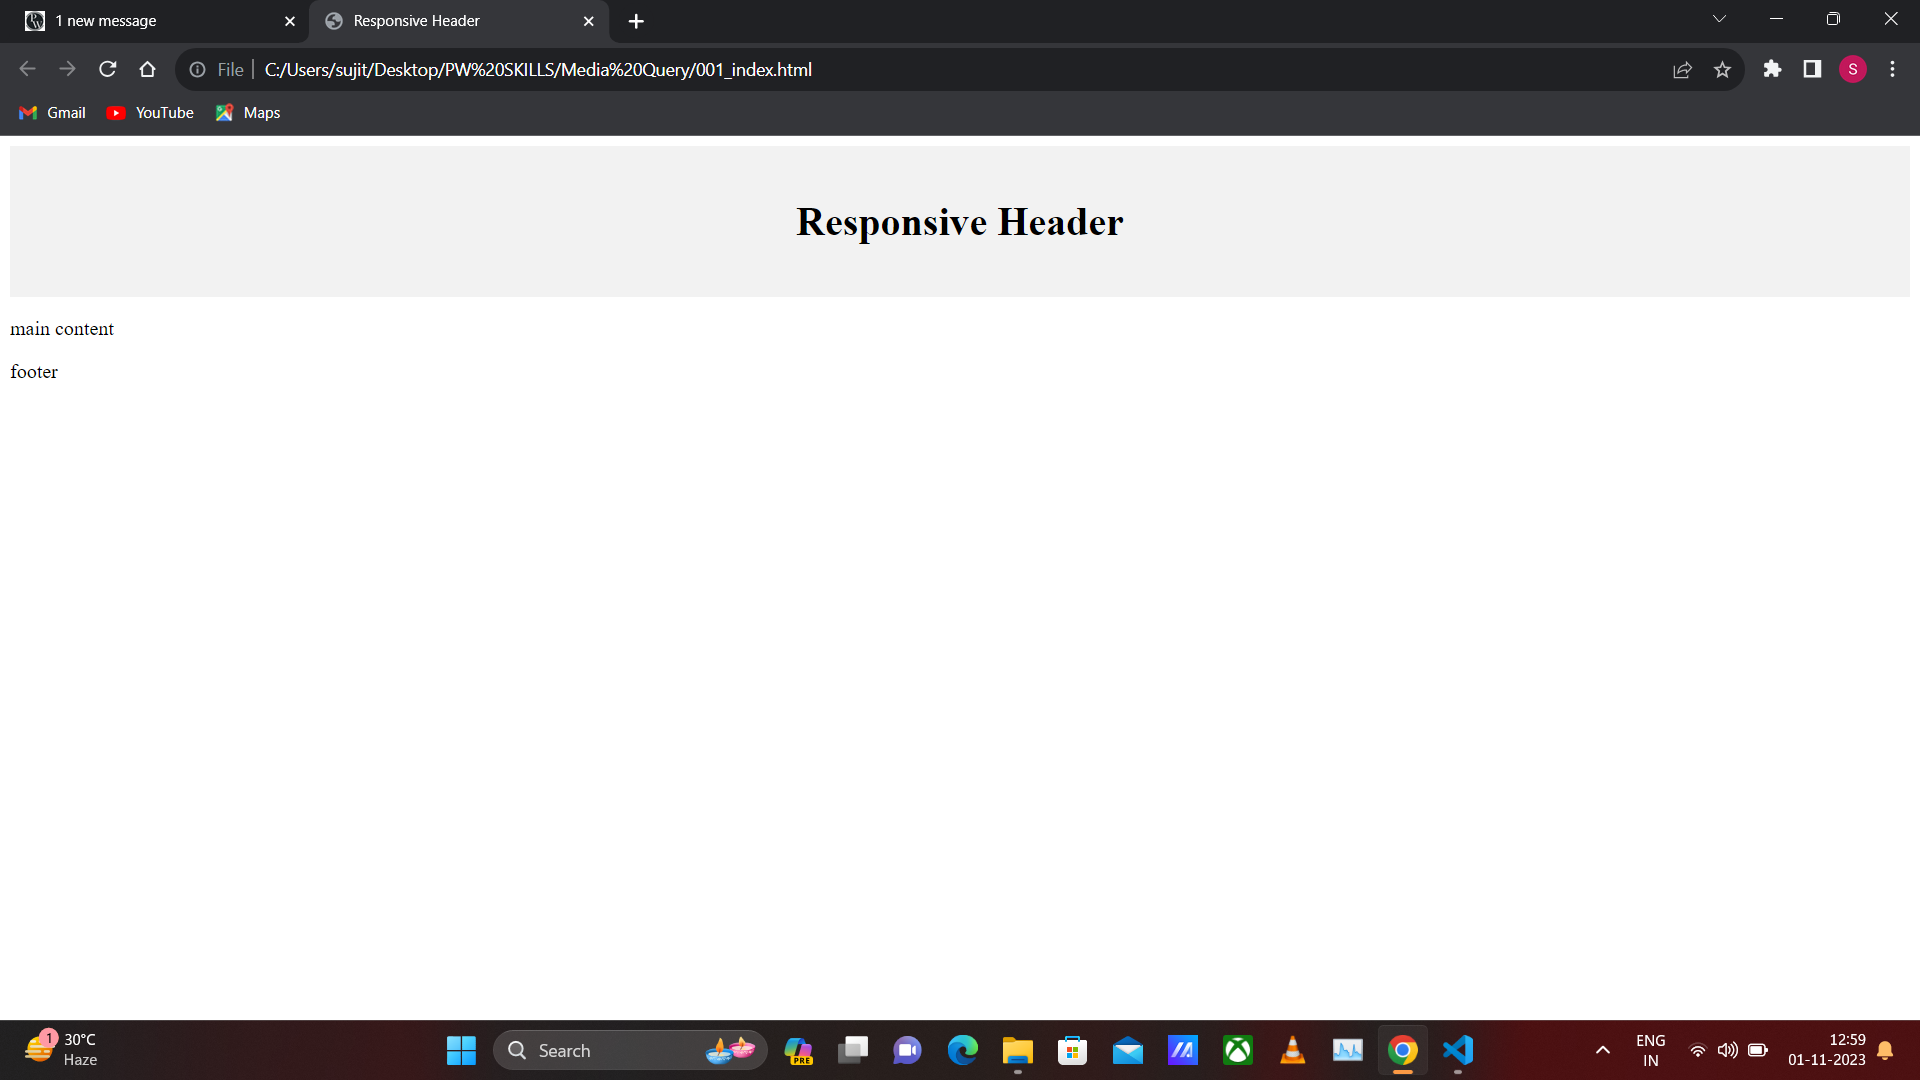 1 new message
Responsive Header
File
C:/Users/sujit/Desktop/PW%20SKILLS/Media%20Query/001_index.html
S
Gmail
YouTube
Maps
Responsive Header
main content
footer
1
30°C
Haze
Search
PRE
ENG
IN
12:59
01-11-2023